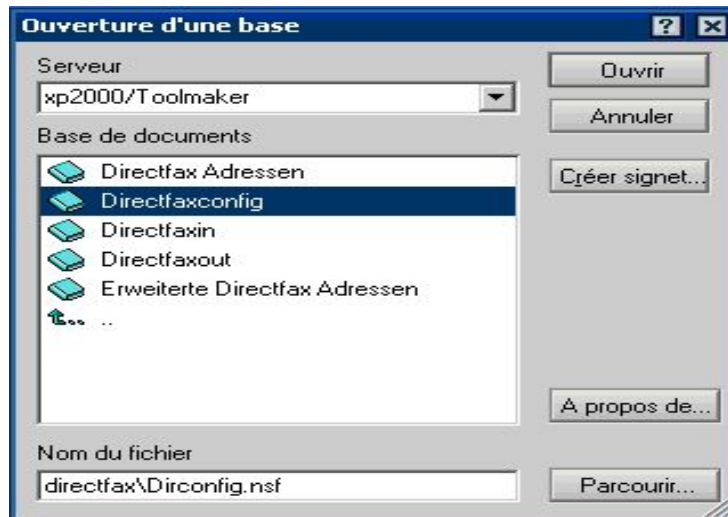 Ouverture d'une base
Serveur
Ouvrir
xp2000/Toolmaker
Annuler
Base de documents
Directfax Adressen
Créer signet...
Directfaxconfig
Directfaxin
Directfaxout
Erweiterte Directfax Adressen
..
A propos de...
Nom du fichier
directfax\Dirconfig.nsf
Parcourir...